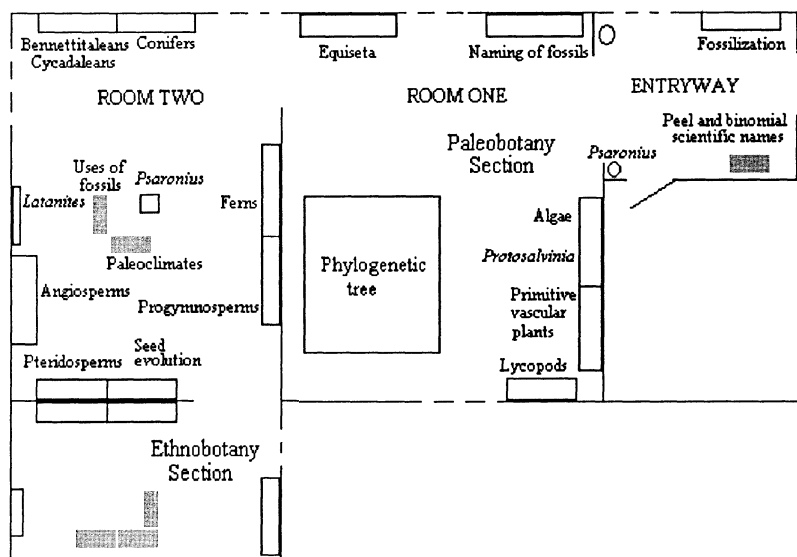 Bennettitaleans
Cycadaleans
Conifers
Equiseta
Naming of fossils
Fossilization
ROOM TWO
ROOM ONE
ENTRYWAY
Peel and binomial
scientific names
Paleobotany
Section
Psaronius
Uses of
fossils
Psaronius
Latanites
Ferns
Algae
Paleoclimates
Protosalvinia
Phylogenetic
tree
Angiosperms
Progymnosperms
Primitive
vascular
plants
Pteridosperms
Seed
evolution
Lycopods
Ethnobotany
Section